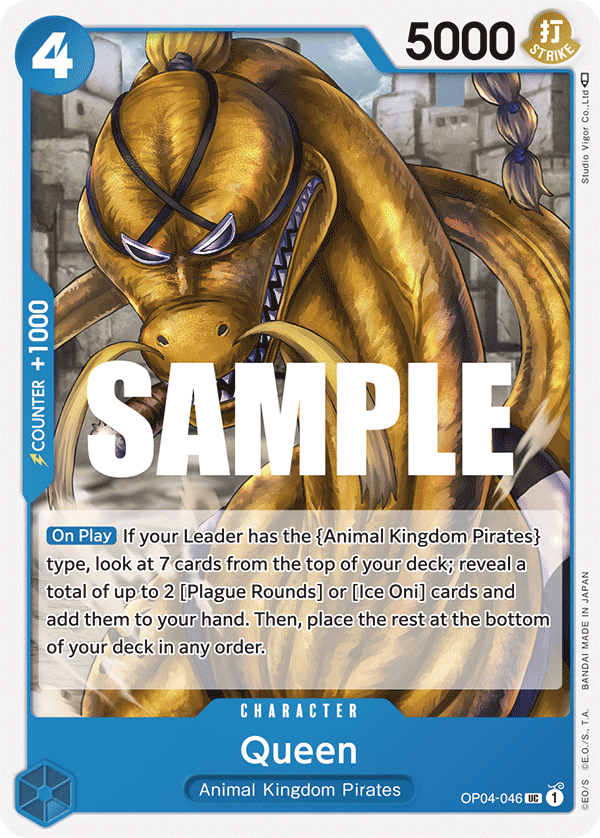 4
5000
打
STRIKE
Studio Vigor Co.,Ltd
COUNTER +1000
SAMPLE
On Play If your Leader has the {Animal Kingdom Pirates}
type, look at 7 cards from the top of your deck; reveal a
total of up to 2 [Plague Rounds] or [Ice Oni] cards and
add them to your hand. Then, place the rest at the bottom
of your deck in any order.
CHARACTER
Queen
Animal Kingdom Pirates
OP04-046 UC 1
©E.O/S ©E.O./S., T.A. BANDAI MADE IN JAPAN